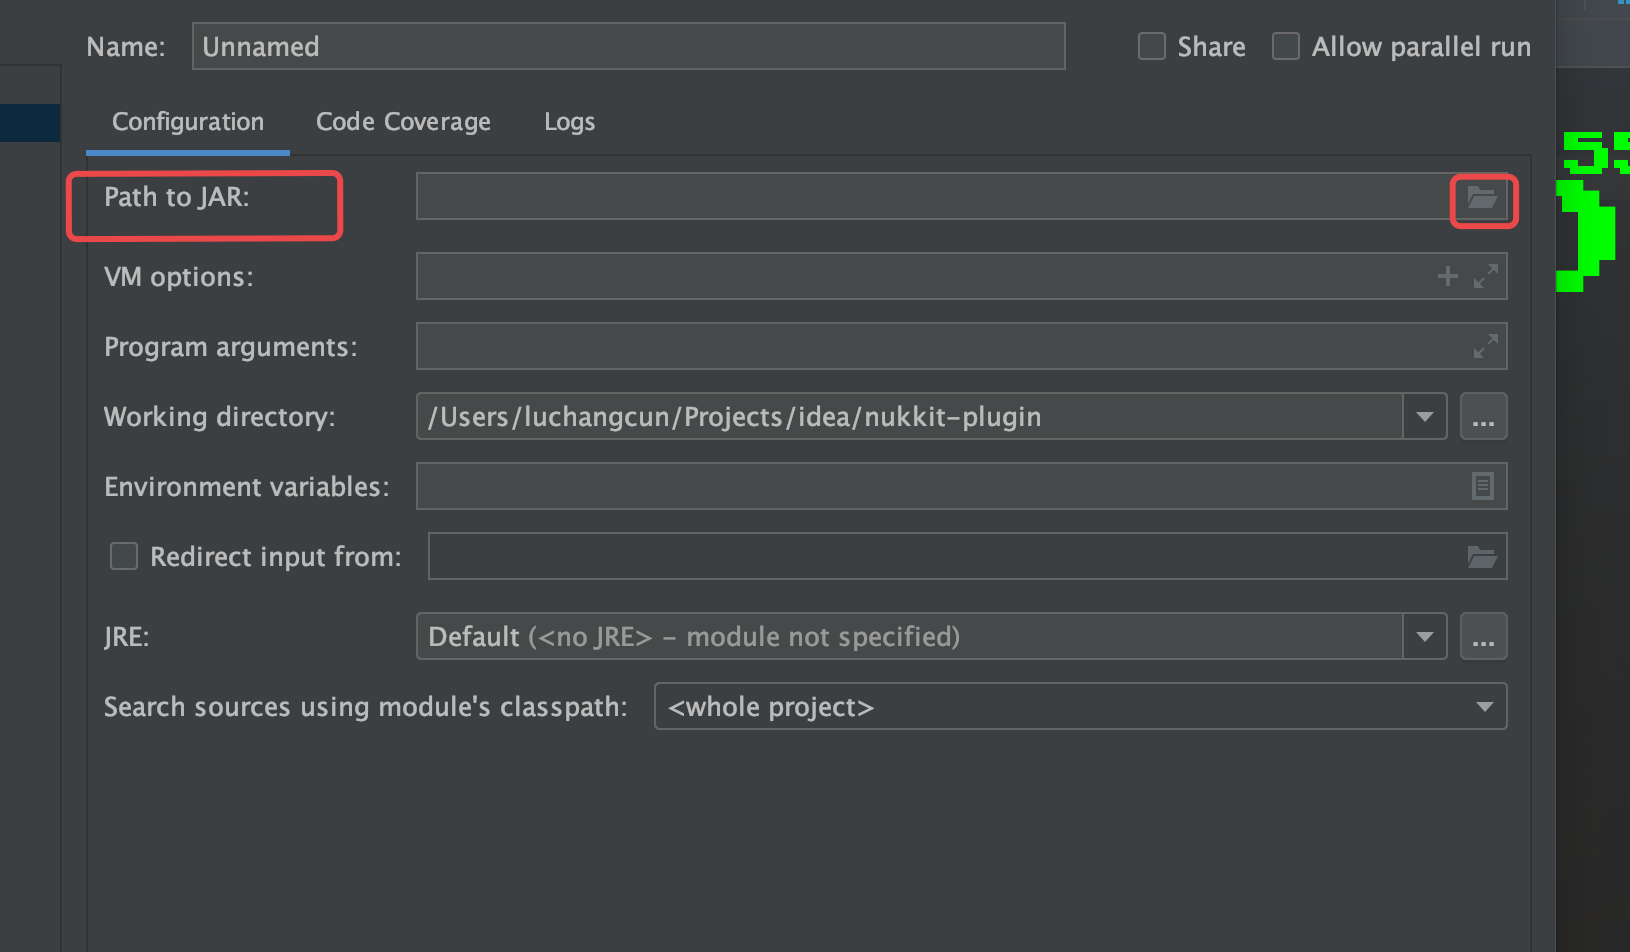 Name: Unnamed Share Allow parallel run
Configuration Code Coverage Logs
Path to JAR:
VM options:
Program arguments:
Working directory: /Users/luchangcun/Projects/idea/nukkit-plugin ...
Environment variables:
Redirect input from:
JRE: Default (<no JRE> – module not specified) ...
Search sources using module's classpath: <whole project>